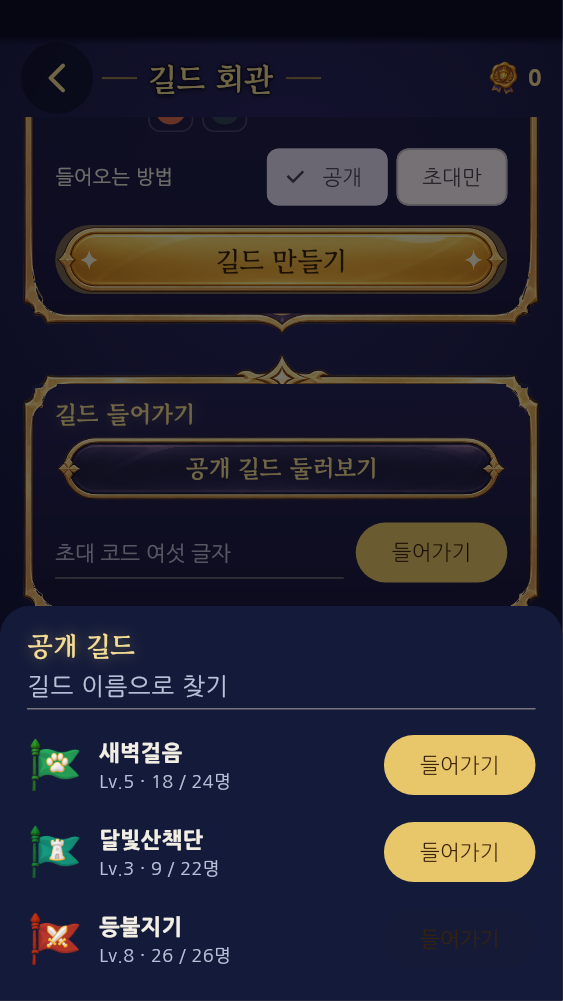 길드 회관
0
들어오는 방법
공개
초대만
길드 만들기
길드 들어가기
공개 길드 둘러보기
초대 코드 여섯 글자
들어가기
공개 길드
길드 이름으로 찾기
새벽걸음
Lv.5 · 18 / 24명
들어가기
달빛산책단
Lv.3 · 9 / 22명
들어가기
등불지기
Lv.8 · 26 / 26명
들어가기